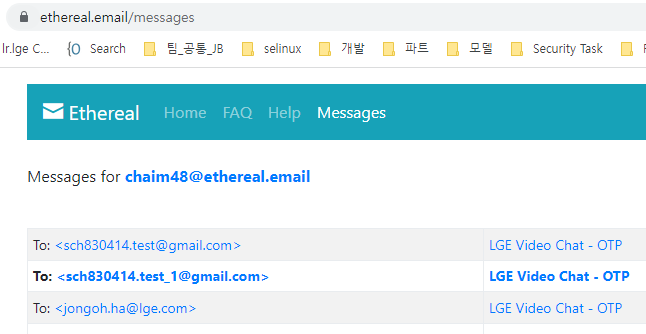 ethereal.email/messages
lr.lge C... Search 팀_공통_JB selinux 개발 파트 모델 Security Task
Ethereal Home FAQ Help Messages
Messages for chaim48@ethereal.email
To: <sch830414.test@gmail.com> LGE Video Chat - OTP
To: <sch830414.test_1@gmail.com> LGE Video Chat - OTP
To: <jongoh.ha@lge.com> LGE Video Chat - OTP